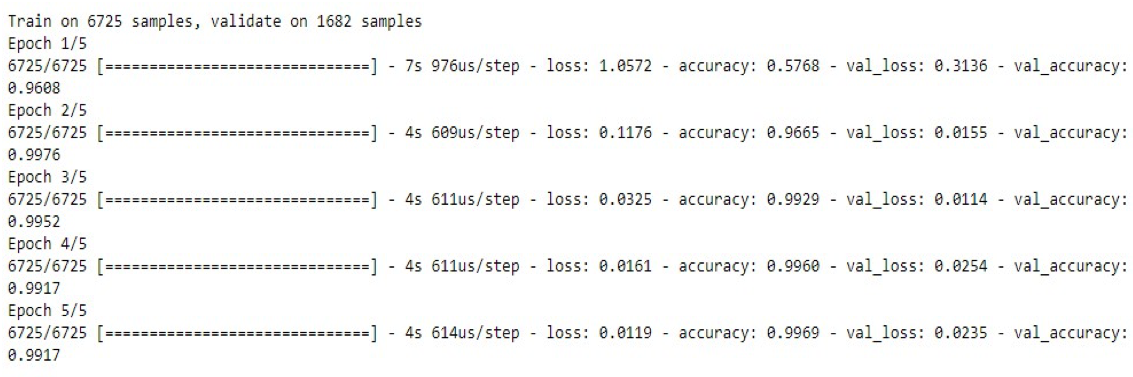 Train on 6725 samples, validate on 1682 samples
Epoch 1/5
6725/6725 [==============================] - 7s 976us/step - loss: 1.0572 - accuracy: 0.5768 - val_loss: 0.3136 - val_accuracy:
0.9608
Epoch 2/5
6725/6725 [==============================] - 4s 609us/step - loss: 0.1176 - accuracy: 0.9665 - val_loss: 0.0155 - val_accuracy:
0.9976
Epoch 3/5
6725/6725 [==============================] - 4s 611us/step - loss: 0.0325 - accuracy: 0.9929 - val_loss: 0.0114 - val_accuracy:
0.9952
Epoch 4/5
6725/6725 [==============================] - 4s 611us/step - loss: 0.0161 - accuracy: 0.9960 - val_loss: 0.0254 - val_accuracy:
0.9917
Epoch 5/5
6725/6725 [==============================] - 4s 614us/step - loss: 0.0119 - accuracy: 0.9969 - val_loss: 0.0235 - val_accuracy:
0.9917